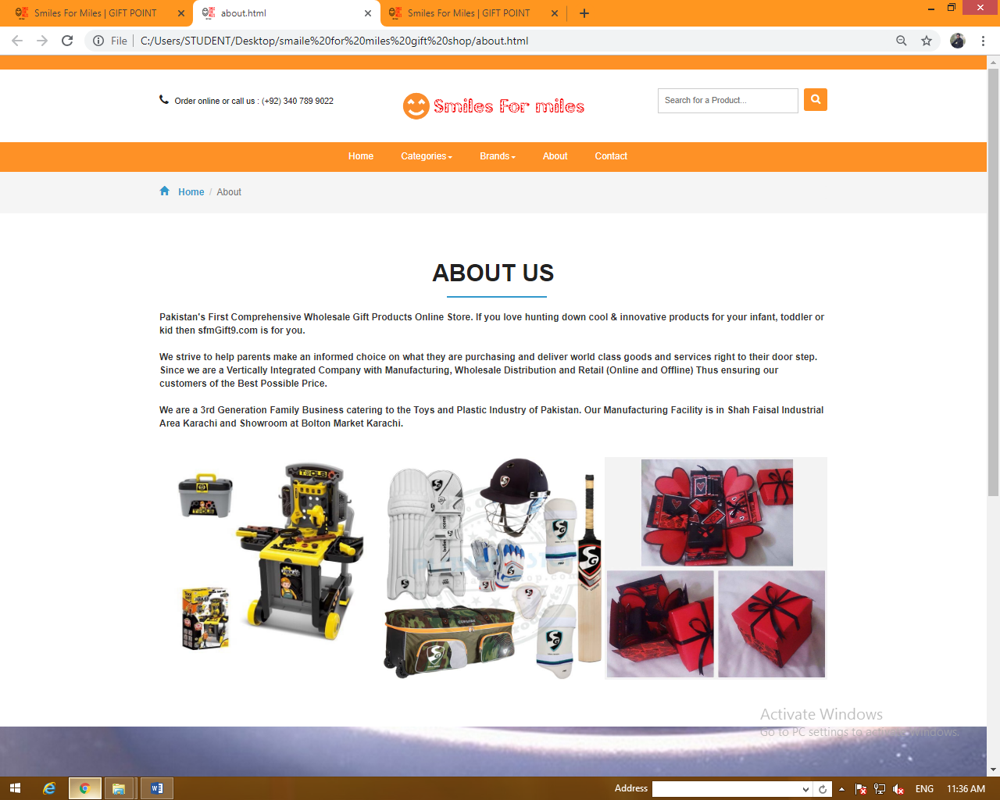 Smiles For Miles | GIFT POINT
about.html
Smiles For Miles | GIFT POINT
File
C:/Users/STUDENT/Desktop/smaile%20for%20miles%20gift%20shop/about.html
Order online or call us : (+92) 340 789 9022
Smiles For miles
Search for a Product...
Home
Categories
Brands
About
Contact
Home / About
ABOUT US
Pakistan's First Comprehensive Wholesale Gift Products Online Store. If you love hunting down cool & innovative products for your infant, toddler or
kid then sfmGift9.com is for you.
We strive to help parents make an informed choice on what they are purchasing and deliver world class goods and services right to their door step.
Since we are a Vertically Integrated Company with Manufacturing, Wholesale Distribution and Retail (Online and Offline) Thus ensuring our
customers of the Best Possible Price.
We are a 3rd Generation Family Business catering to the Toys and Plastic Industry of Pakistan. Our Manufacturing Facility is in Shah Faisal Industrial
Area Karachi and Showroom at Bolton Market Karachi.
TOOLS
SG
Activate Windows
Go to PC settings to activate Windows.
Address
ENG
11:36 AM